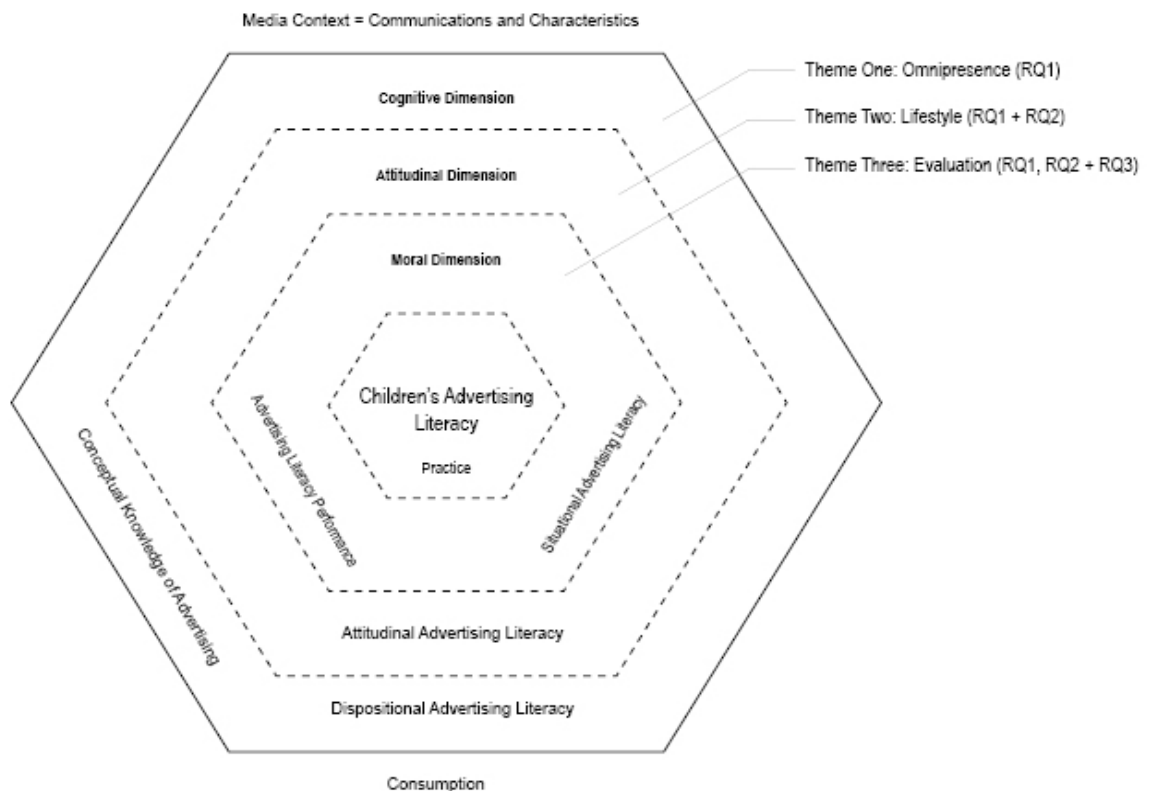 Media Context = Communications and Characteristics
Theme One: Omnipresence (RQ1)
Cognitive Dimension
Theme Two: Lifestyle (RQ1 + RQ2)
Attitudinal Dimension
Theme Three: Evaluation (RQ1, RQ2 + RQ3)
Moral Dimension
Children's Advertising
Literacy
Practice
Advertising Literacy Performance
Situational Advertising Literacy
Conceptual Knowledge of Advertising
Attitudinal Advertising Literacy
Dispositional Advertising Literacy
Consumption